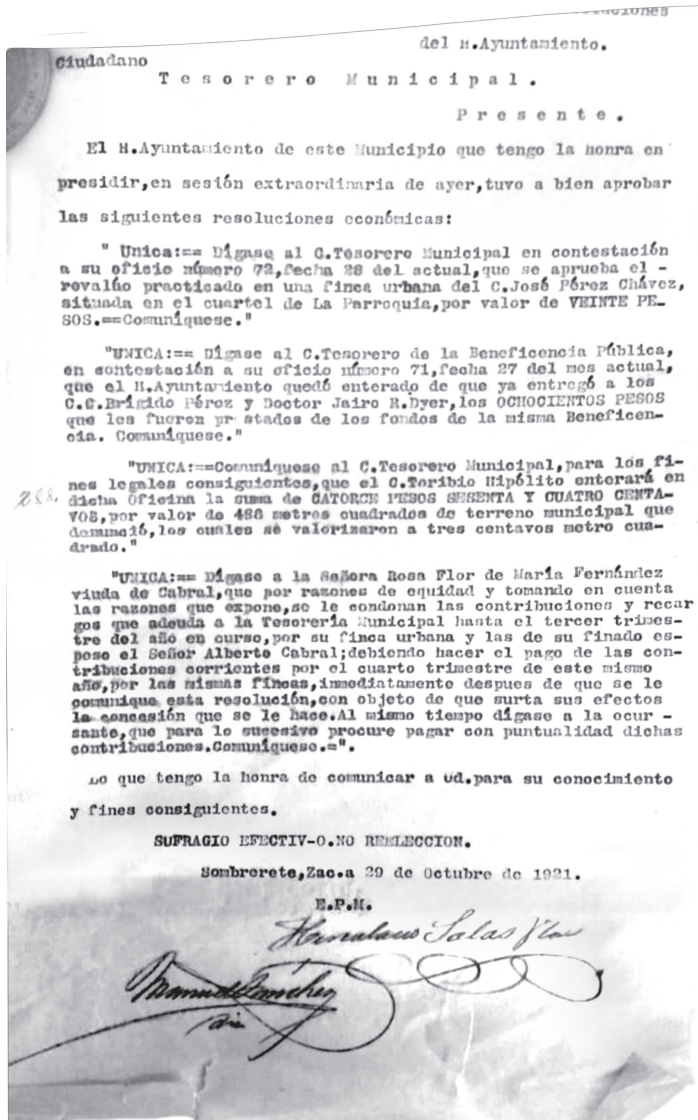 del H.Ayuntamiento.
Ciudadano
Tesorero Municipal.
Presente.
El H.Ayuntamiento de este Municipio que tengo la honra en
presidir,en sesión extraordinaria de ayer,tuvo a bien aprobar
las siguientes resoluciones económicas:
" Unica:== Dígase al C.Tesorero Municipal en contestación
a su oficio número 72,fecha 28 del actual,que se aprueba el -
revalúo practicado en una finca urbana del C.José Pérez Chávez,
situada en el cuartel de La Parroquia,por valor de VEINTE PE-
SOS.==Comuníquese."
"UNICA:== Dígase al C.Tesorero de la Beneficencia Pública,
en contestación a su oficio número 71,fecha 27 del mes actual,
que el H.Ayuntamiento quedó enterado de que ya entregó a los
C.C.Brígido Pérez y Doctor Jairo R.Dyer,los OCHOCIENTOS PESOS
que les fueron pr stados de los fondos de la misma Beneficen-
cia. Comuníquese."
"UNICA:==Comuníquese al C.Tesorero Municipal,para los fi-
nes legales consiguientes,que el C.Toribio Hipólito enterará en
288.
dicha Oficina la suma de CATORCE PESOS SESENTA Y CUATRO CENTA-
VOS,por valor de 488 metros cuadrados de terreno municipal que
denunció,los cuales se valorizaron a tres centavos metro cua-
drado."
"UNICA:== Dígase a la Señora Rosa Flor de María Fernández
viuda de Cabral,que por razones de equidad y tomando en cuenta
las razones que expone,se le condonan las contribuciones y recar
gos que adeuda a la Tesorería Municipal hasta el tercer trimes-
tre del año en curso,por su finca urbana y las de su finado es-
poso el Señor Alberto Cabral;debiendo hacer el pago de las con-
tribuciones corrientes por el cuarto trimestre de este mismo
año,por las mismas fincas,inmediatamente despues de que se le
comunique esta resolución,con objeto de que surta sus efectos
la concesión que se le hace.Al mismo tiempo dígase a la ocur -
sante,que para lo sucesivo procure pagar con puntualidad dichas
contribuciones.Comuníquese.=".
Lo que tengo la honra de comunicar a Ud.para su conocimiento
y fines consiguientes.
SUFRAGIO EFECTIV-O.NO REELECCION.
Sombrerete,Zac.a 29 de Octubre de 1921.
E.P.M.
Salas
Manuel Sánchez